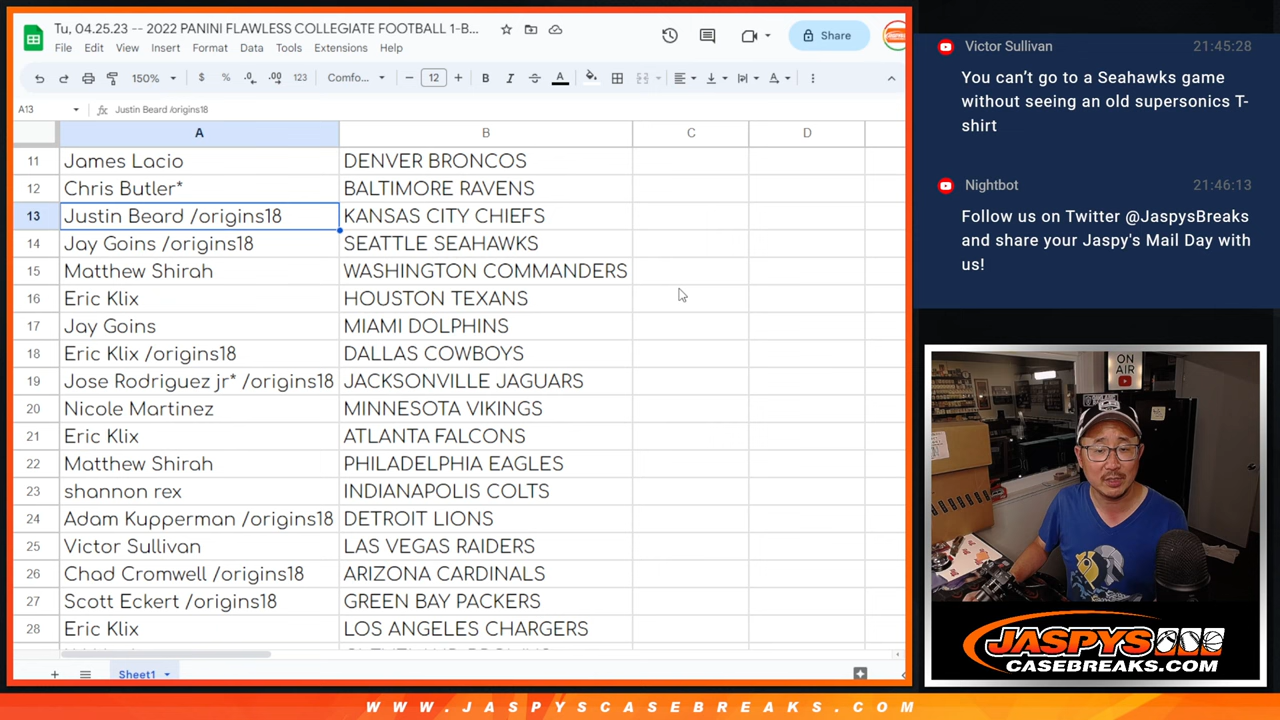 Tu, 04.25.23 -- 2022 PANINI FLAWLESS COLLEGIATE FOOTBALL 1-B...
File Edit View Insert Format Data Tools Extensions Help
Share
150% $ % .0 .00 123 Comfo... - 12 + B I A
A13 fx Justin Beard /origins18
A B C D
11 James Lacio DENVER BRONCOS
12 Chris Butler* BALTIMORE RAVENS
13 Justin Beard /origins18 KANSAS CITY CHIEFS
14 Jay Goins /origins18 SEATTLE SEAHAWKS
15 Matthew Shirah WASHINGTON COMMANDERS
16 Eric Klix HOUSTON TEXANS
17 Jay Goins MIAMI DOLPHINS
18 Eric Klix /origins18 DALLAS COWBOYS
19 Jose Rodriguez jr* /origins18 JACKSONVILLE JAGUARS
20 Nicole Martinez MINNESOTA VIKINGS
21 Eric Klix ATLANTA FALCONS
22 Matthew Shirah PHILADELPHIA EAGLES
23 shannon rex INDIANAPOLIS COLTS
24 Adam Kupperman /origins18 DETROIT LIONS
25 Victor Sullivan LAS VEGAS RAIDERS
26 Chad Cromwell /origins18 ARIZONA CARDINALS
27 Scott Eckert /origins18 GREEN BAY PACKERS
28 Eric Klix LOS ANGELES CHARGERS
Sheet1
Victor Sullivan 21:45:28
You can't go to a Seahawks game
without seeing an old supersonics T-
shirt
Nightbot 21:46:13
Follow us on Twitter @JaspysBreaks
and share your Jaspy's Mail Day with
us!
ON
AIR
JASPYS
CASEBREAKS.COM
WWW.JASPYSCASEBREAKS.COM